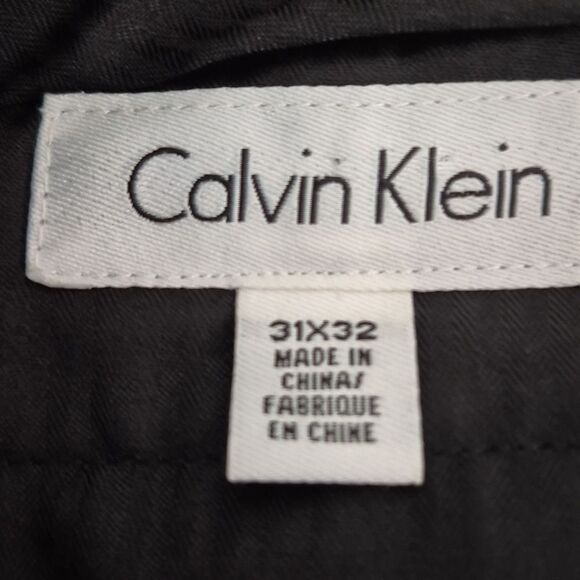 Calvin Klein
31X32
MADE IN
CHINA/
FABRIQUE
EN CHINE